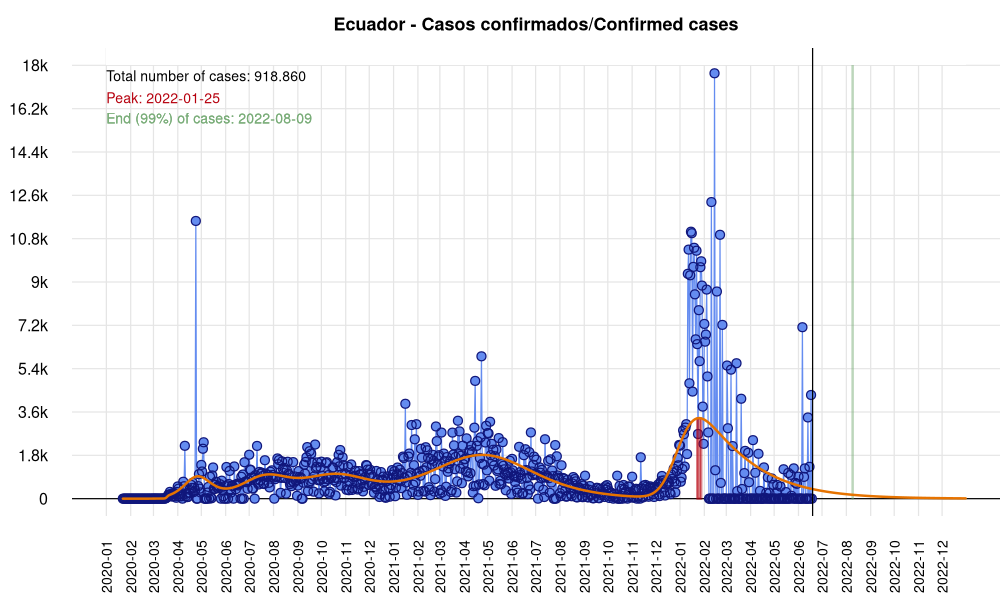 Ecuador - Casos confirmados/Confirmed cases
Total number of cases: 918.860
Peak: 2022-01-25
End (99%) of cases: 2022-08-09
18k
16.2k
14.4k
12.6k
10.8k
9k
7.2k
5.4k
3.6k
1.8k
0
2020-01
2020-02
2020-03
2020-04
2020-05
2020-06
2020-07
2020-08
2020-09
2020-10
2020-11
2020-12
2021-01
2021-02
2021-03
2021-04
2021-05
2021-06
2021-07
2021-08
2021-09
2021-10
2021-11
2021-12
2022-01
2022-02
2022-03
2022-04
2022-05
2022-06
2022-07
2022-08
2022-09
2022-10
2022-11
2022-12